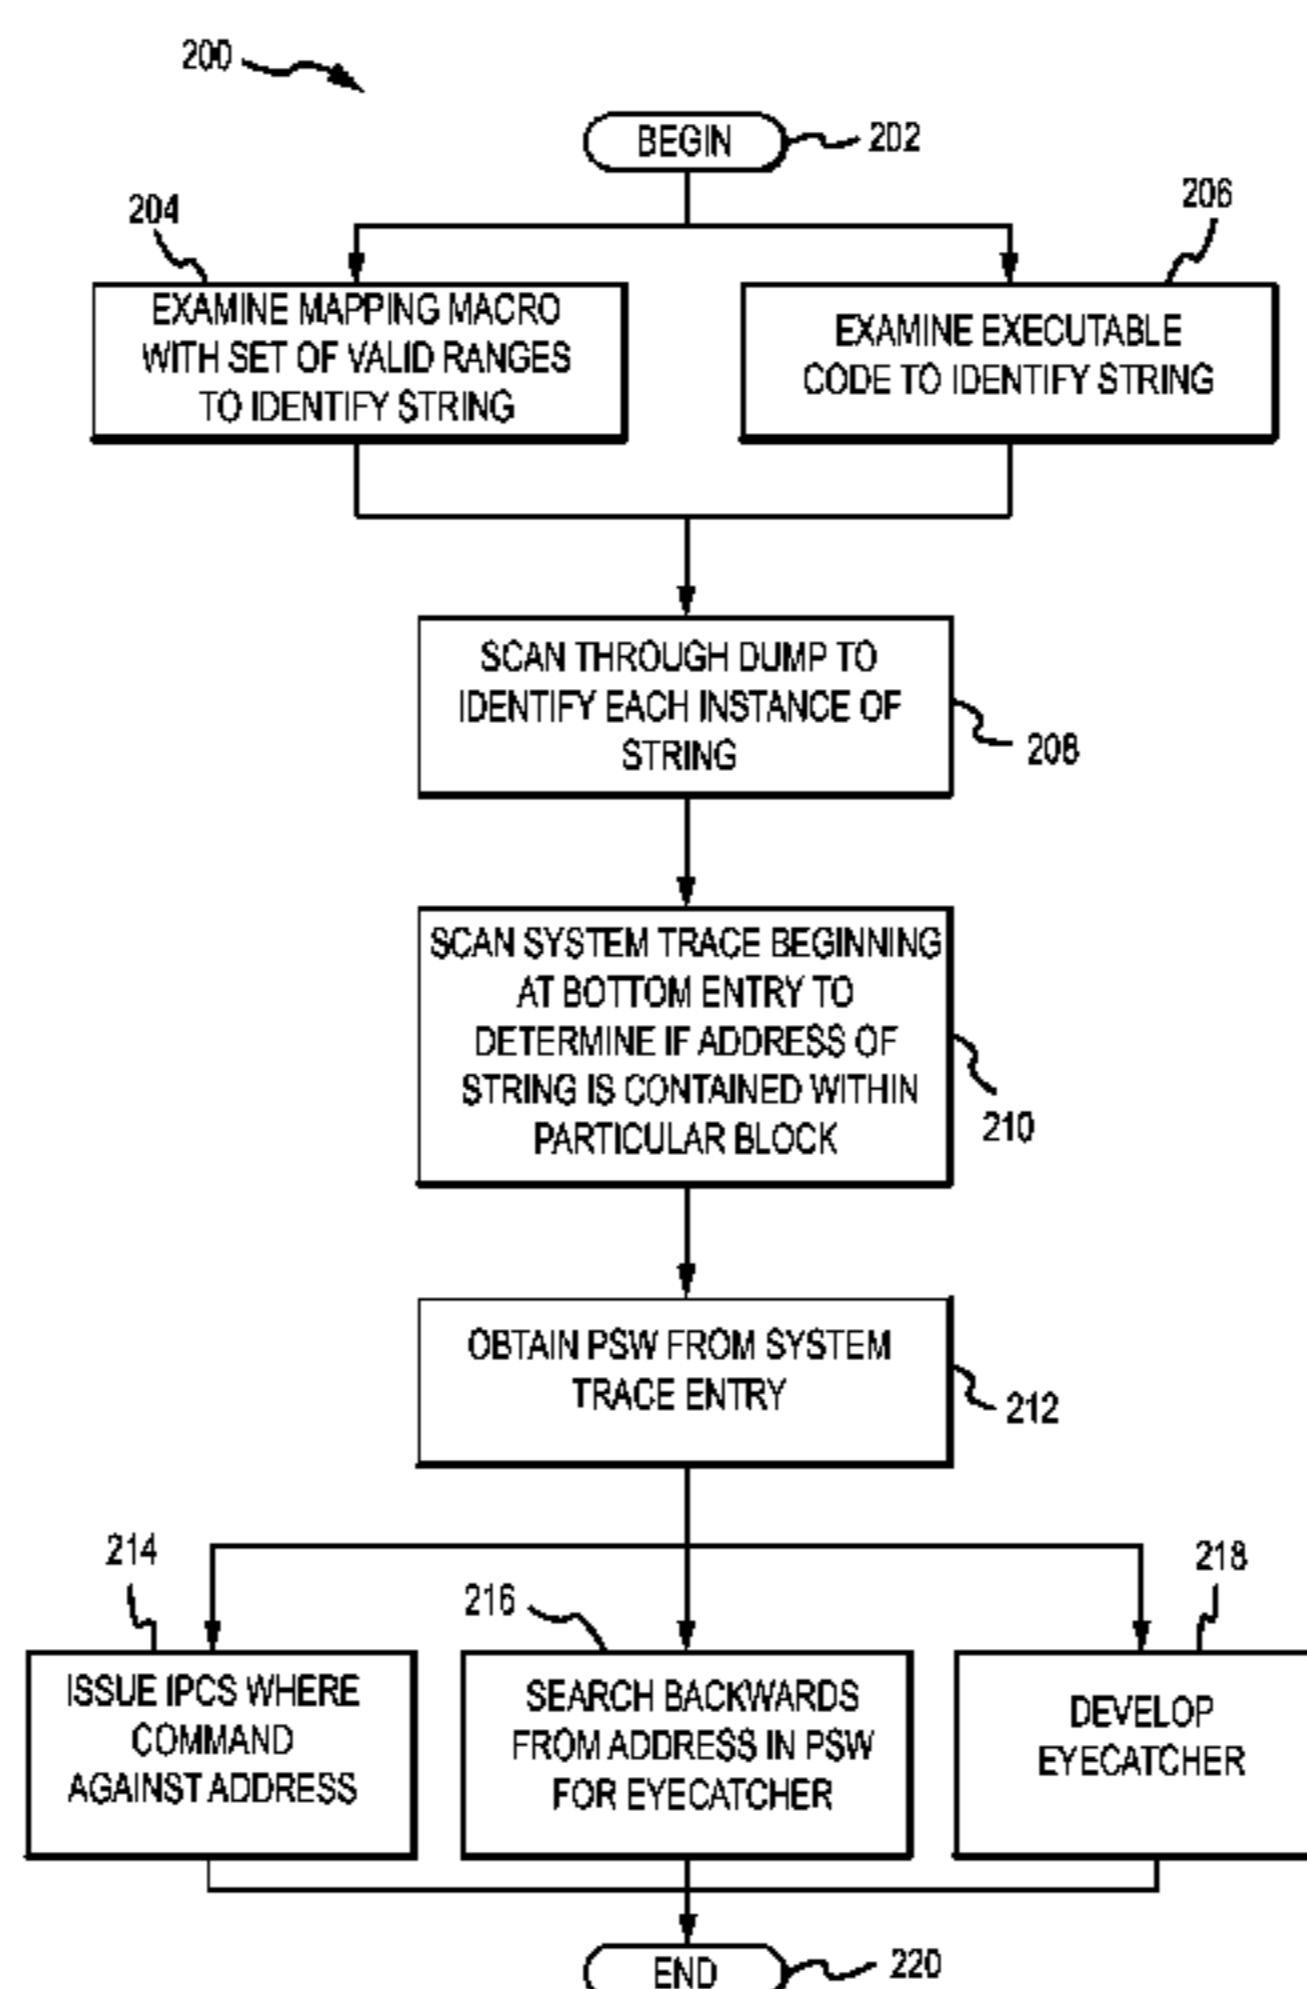 200
BEGIN
202
204
206
EXAMINE MAPPING MACRO
WITH SET OF VALID RANGES
TO IDENTIFY STRING
EXAMINE EXECUTABLE
CODE TO IDENTIFY STRING
SCAN THROUGH DUMP TO
IDENTIFY EACH INSTANCE OF
STRING
208
SCAN SYSTEM TRACE BEGINNING
AT BOTTOM ENTRY TO
DETERMINE IF ADDRESS OF
STRING IS CONTAINED WITHIN
PARTICULAR BLOCK
210
OBTAIN PSW FROM SYSTEM
TRACE ENTRY
212
214
216
218
ISSUE IPCS WHERE
COMMAND
AGAINST ADDRESS
SEARCH BACKWARDS
FROM ADDRESS IN PSW
FOR EYECATCHER
DEVELOP
EYECATCHER
END
220